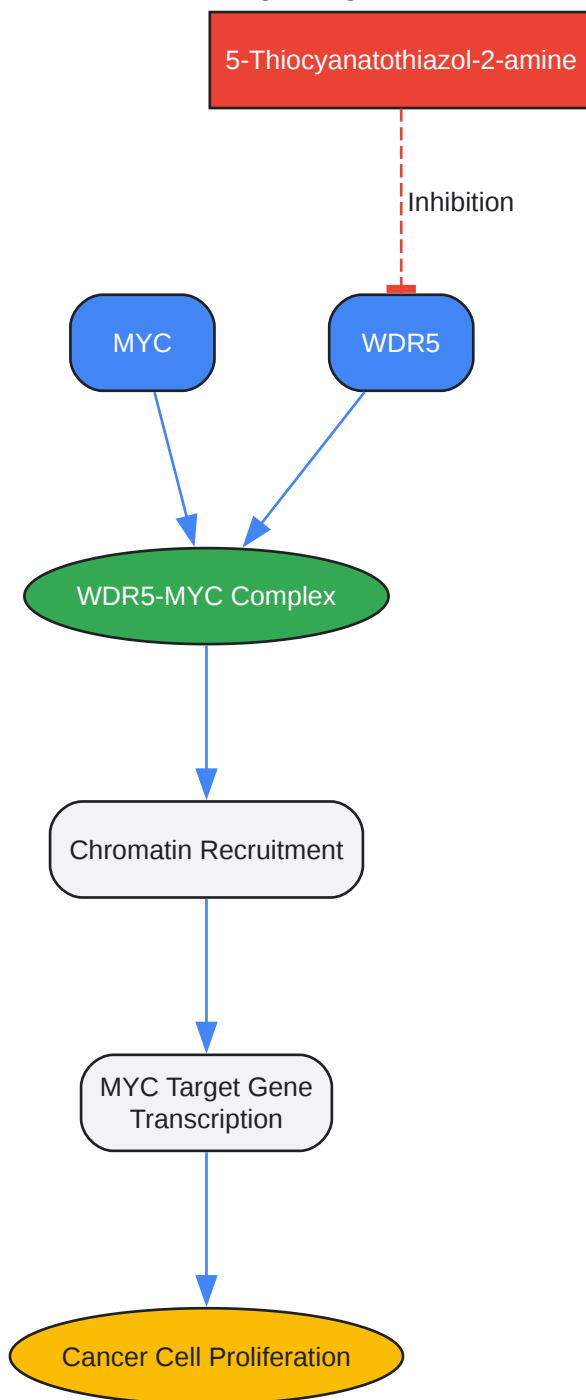 5-Thiocyanatothiazol-2-amine
Inhibition
MYC
WDR5
WDR5-MYC Complex
Chromatin Recruitment
MYC Target Gene
Transcription
Cancer Cell Proliferation